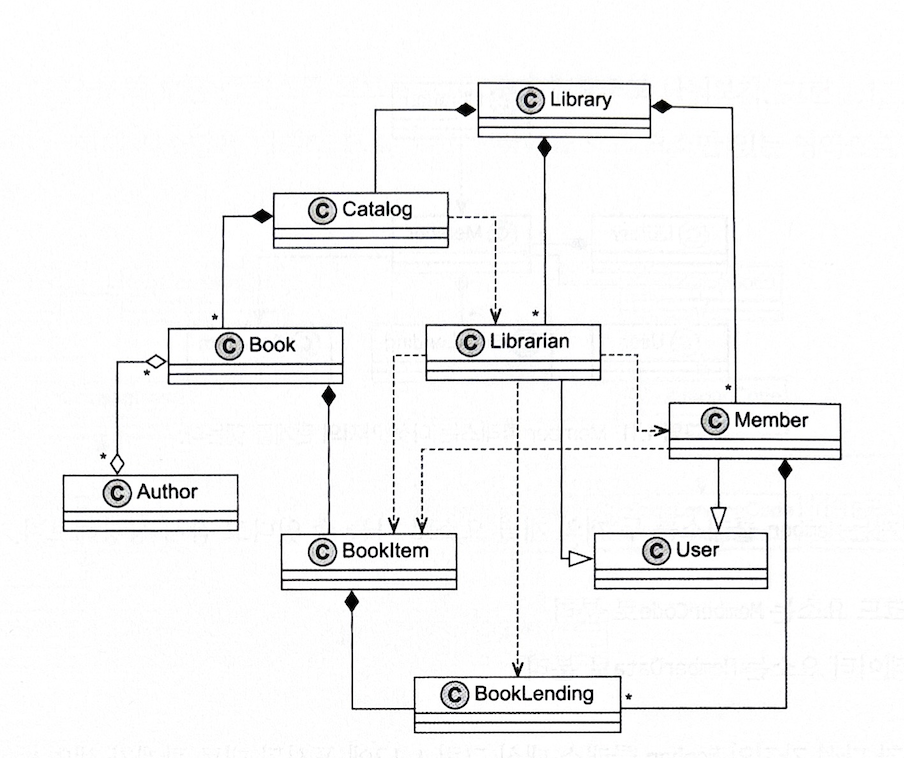 C Library
C Catalog
*
*
C Book
C Librarian
*
*
C Member
*
C Author
C BookItem
C User
C BookLending
*